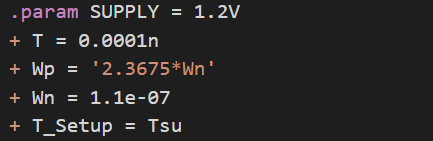 .param SUPPLY = 1.2V
+ T = 0.0001n
+ Wp = '2.3675*Wn'
+ Wn = 1.1e-07
+ T_Setup = Tsu